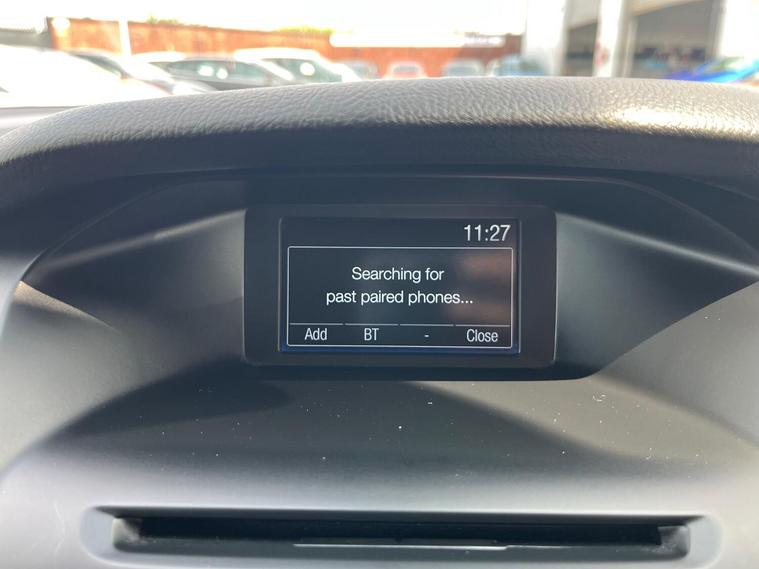 11:27
Searching for
past paired phones...
Add BT - Close